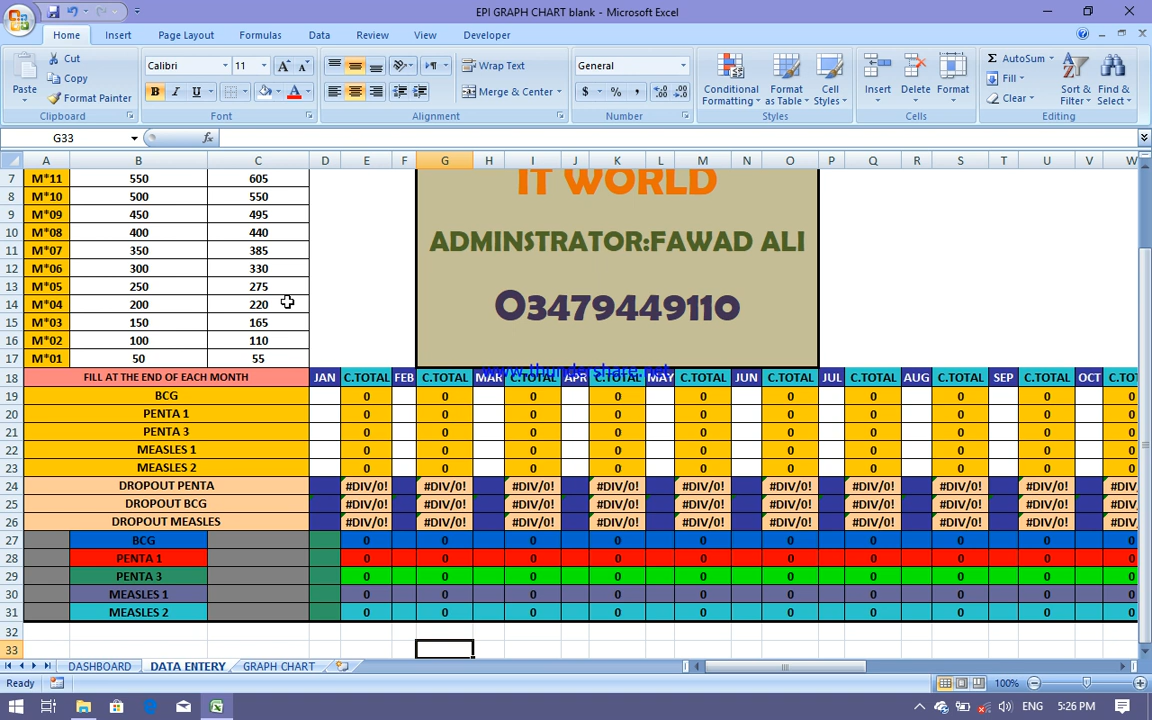 EPI GRAPH CHART blank - Microsoft Excel
Home Insert Page Layout Formulas Data Review View Developer
Cut
Copy
Format Painter
Paste
Calibri 11
Wrap Text
Merge & Center
General
Conditional Formatting
Format as Table
Cell Styles
Insert Delete Format
AutoSum
Fill
Clear
Sort & Filter
Find & Select
Clipboard Font Alignment Number Styles Cells Editing
G33 fx
A B C D E F G H I J K L M N O P Q R S T U V W
7 M*11 550 605
8 M*10 500 550
9 M*09 450 495
10 M*08 400 440
11 M*07 350 385
12 M*06 300 330
13 M*05 250 275
14 M*04 200 220
15 M*03 150 165
16 M*02 100 110
17 M*01 50 55
IT WORLD
ADMINSTRATOR:FAWAD ALI
03479449110
www.thundershare.net
18 FILL AT THE END OF EACH MONTH JAN C.TOTAL FEB C.TOTAL MAR C.TOTAL APR C.TOTAL MAY C.TOTAL JUN C.TOTAL JUL C.TOTAL AUG C.TOTAL SEP C.TOTAL OCT C.TOT
19 BCG 0 0 0 0 0 0 0 0 0 0
20 PENTA 1 0 0 0 0 0 0 0 0 0 0
21 PENTA 3 0 0 0 0 0 0 0 0 0 0
22 MEASLES 1 0 0 0 0 0 0 0 0 0 0
23 MEASLES 2 0 0 0 0 0 0 0 0 0 0
24 DROPOUT PENTA #DIV/0! #DIV/0! #DIV/0! #DIV/0! #DIV/0! #DIV/0! #DIV/0! #DIV/0! #DIV/0! #DIV/
25 DROPOUT BCG #DIV/0! #DIV/0! #DIV/0! #DIV/0! #DIV/0! #DIV/0! #DIV/0! #DIV/0! #DIV/0! #DIV/
26 DROPOUT MEASLES #DIV/0! #DIV/0! #DIV/0! #DIV/0! #DIV/0! #DIV/0! #DIV/0! #DIV/0! #DIV/0! #DIV/
27 BCG 0 0 0 0 0 0 0 0 0 0
28 PENTA 1 0 0 0 0 0 0 0 0 0 0
29 PENTA 3 0 0 0 0 0 0 0 0 0 0
30 MEASLES 1 0 0 0 0 0 0 0 0 0 0
31 MEASLES 2 0 0 0 0 0 0 0 0 0 0
32
33
DASHBOARD DATA ENTERY GRAPH CHART
Ready 100%
ENG 5:26 PM